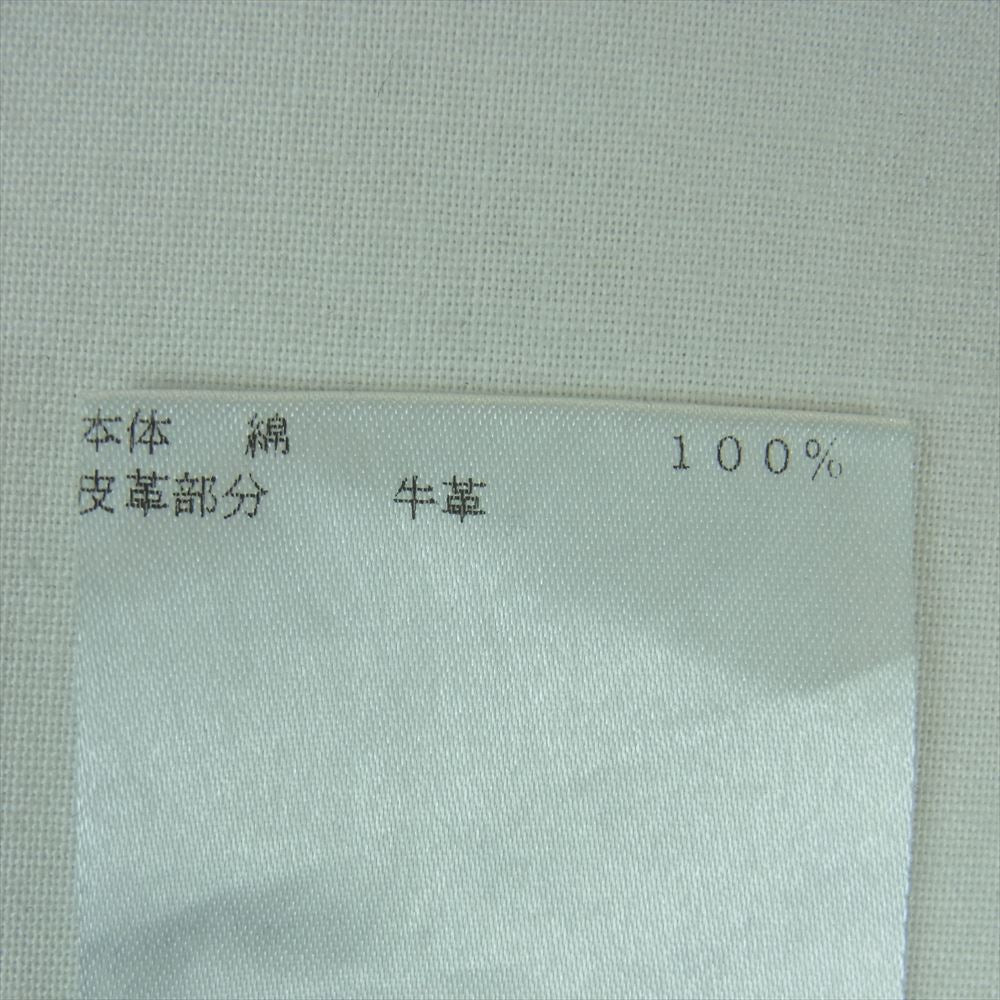 本体　綿　100%
皮革部分　牛革